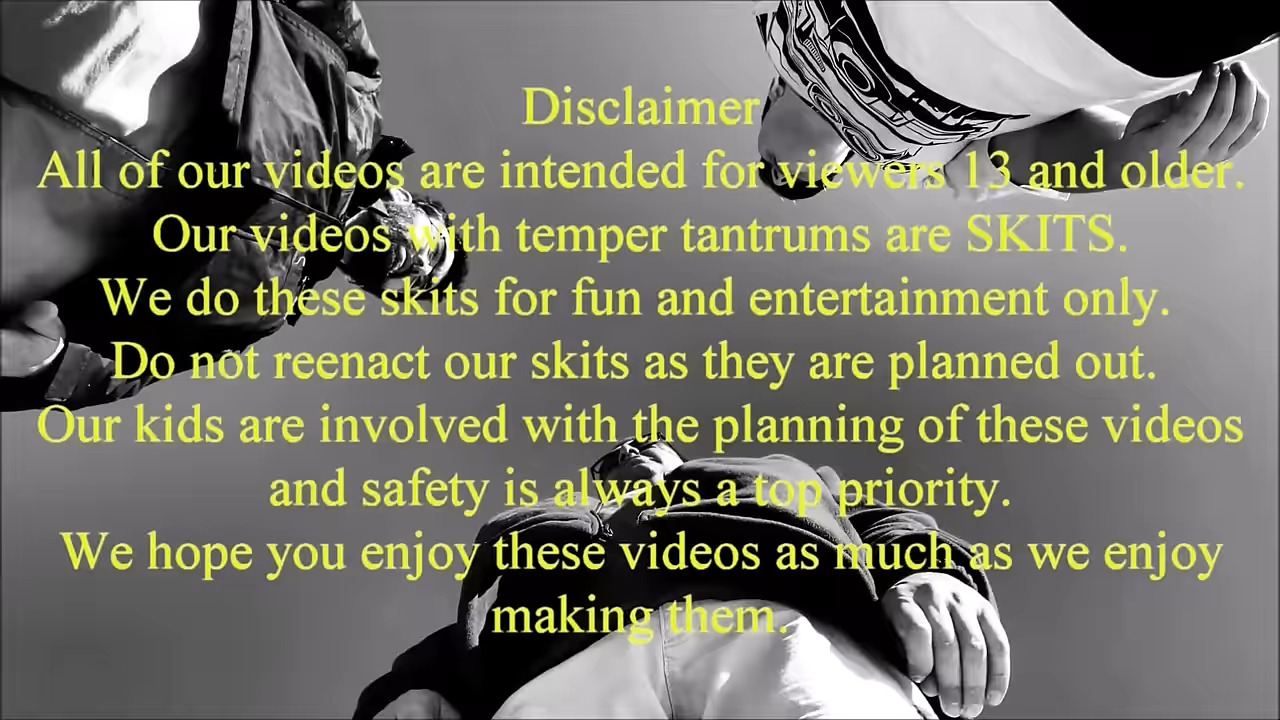 Disclaimer
All of our videos are intended for viewers 13 and older.
Our videos with temper tantrums are SKITS.
We do these skits for fun and entertainment only.
Do not reenact our skits as they are planned out.
Our kids are involved with the planning of these videos
and safety is always a top priority.
We hope you enjoy these videos as much as we enjoy
making them.